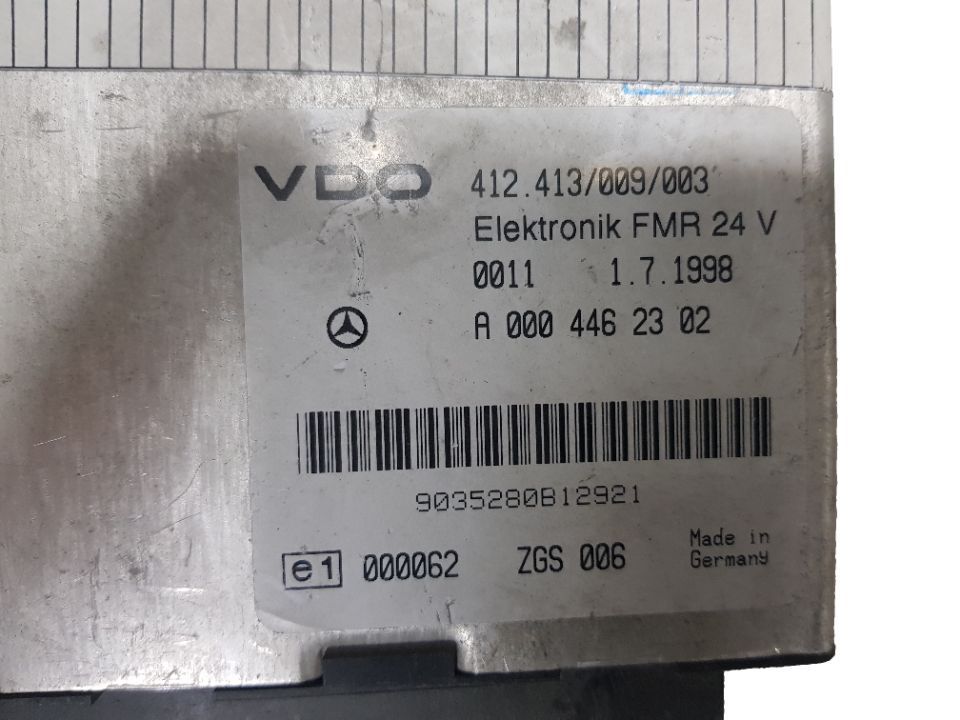 VDO 412.413/009/003
Elektronik FMR 24 V
0011 1.7.1998
A 000 446 23 02
9035280B12921
e1 000062 ZGS 006 Made in
Germany